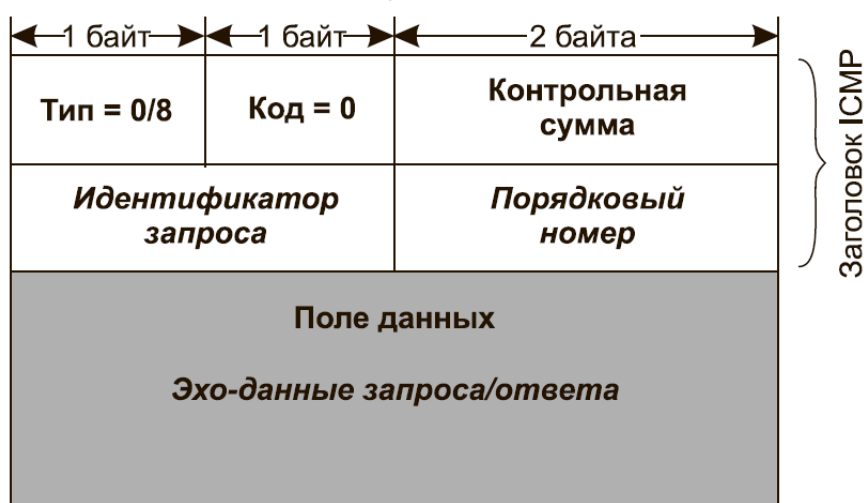 1 байт 1 байт 2 байта
Тип = 0/8 Код = 0 Контрольная
сумма
Идентификатор
запроса
Порядковый
номер
Заголовок ICMP
Поле данных
Эхо-данные запроса/ответа